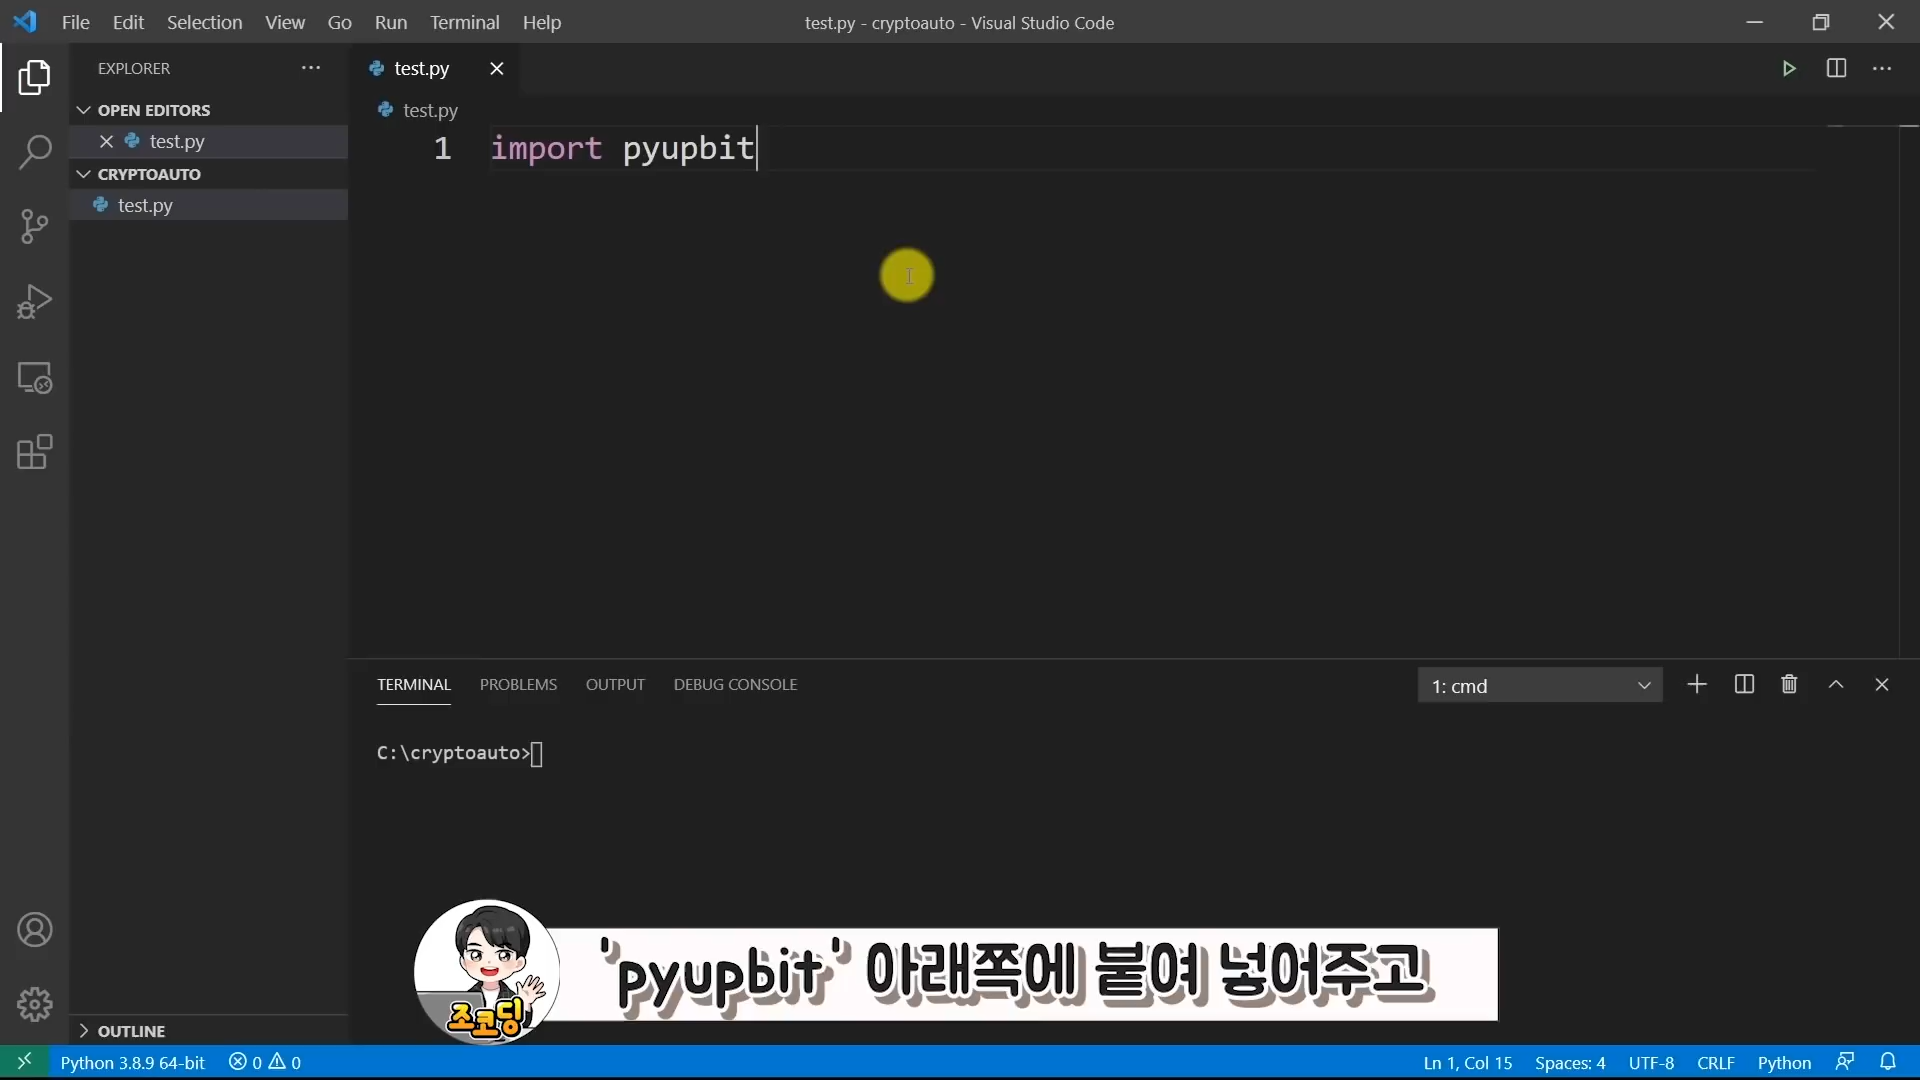 File Edit Selection View Go Run Terminal Help
test.py - cryptoauto - Visual Studio Code
EXPLORER
OPEN EDITORS
test.py
CRYPTOAUTO
test.py
OUTLINE
test.py
test.py
1 import pyupbit
TERMINAL PROBLEMS OUTPUT DEBUG CONSOLE
1: cmd
C:\cryptoauto>
조코딩
'pyupbit' 아래쪽에 붙여 넣어주고
Python 3.8.9 64-bit 0 0
Ln 1, Col 15 Spaces: 4 UTF-8 CRLF Python